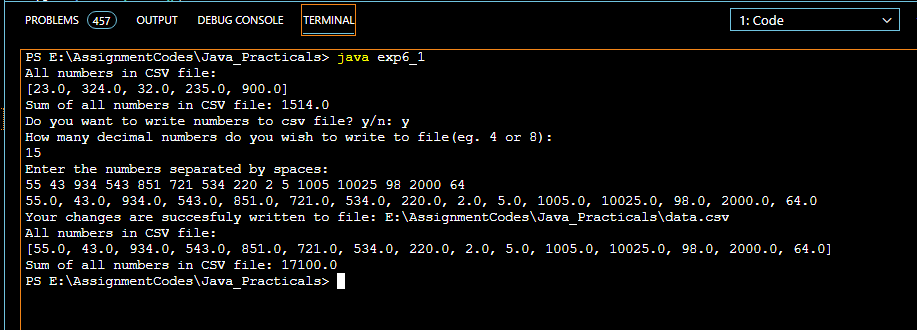 PROBLEMS 457 OUTPUT DEBUG CONSOLE TERMINAL 1: Code
PS E:\AssignmentCodes\Java_Practicals> java exp6_1
All numbers in CSV file:
[23.0, 324.0, 32.0, 235.0, 900.0]
Sum of all numbers in CSV file: 1514.0
Do you want to write numbers to csv file? y/n: y
How many decimal numbers do you wish to write to file(eg. 4 or 8):
15
Enter the numbers separated by spaces:
55 43 934 543 851 721 534 220 2 5 1005 10025 98 2000 64
55.0, 43.0, 934.0, 543.0, 851.0, 721.0, 534.0, 220.0, 2.0, 5.0, 1005.0, 10025.0, 98.0, 2000.0, 64.0
Your changes are succesfuly written to file: E:\AssignmentCodes\Java_Practicals\data.csv
All numbers in CSV file:
[55.0, 43.0, 934.0, 543.0, 851.0, 721.0, 534.0, 220.0, 2.0, 5.0, 1005.0, 10025.0, 98.0, 2000.0, 64.0]
Sum of all numbers in CSV file: 17100.0
PS E:\AssignmentCodes\Java_Practicals>